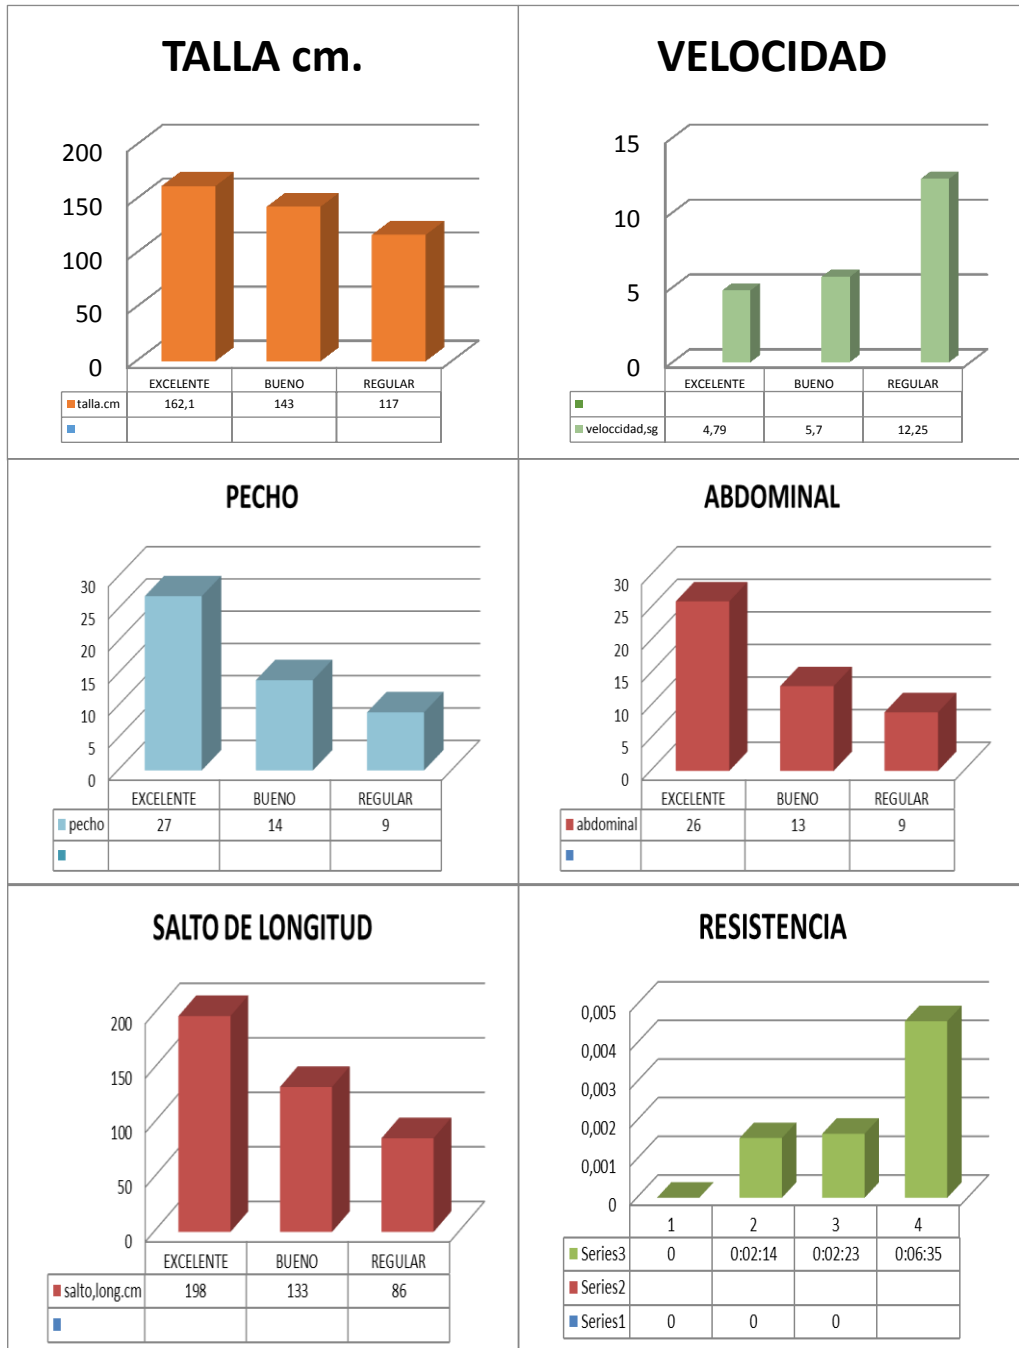 TALLA cm.
200
150
100
50
0
EXCELENTE BUENO REGULAR
talla.cm 162,1 143 117
VELOCIDAD
15
10
5
0
EXCELENTE BUENO REGULAR
veloccidad,sg 4,79 5,7 12,25
PECHO
30
25
20
15
10
5
0
EXCELENTE BUENO REGULAR
pecho 27 14 9
ABDOMINAL
30
25
20
15
10
5
0
EXCELENTE BUENO REGULAR
abdominal 26 13 9
SALTO DE LONGITUD
200
150
100
50
0
EXCELENTE BUENO REGULAR
salto,long.cm 198 133 86
RESISTENCIA
0,005
0,004
0,003
0,002
0,001
0
1 2 3 4
Series3 0 0:02:14 0:02:23 0:06:35
Series2
Series1 0 0 0